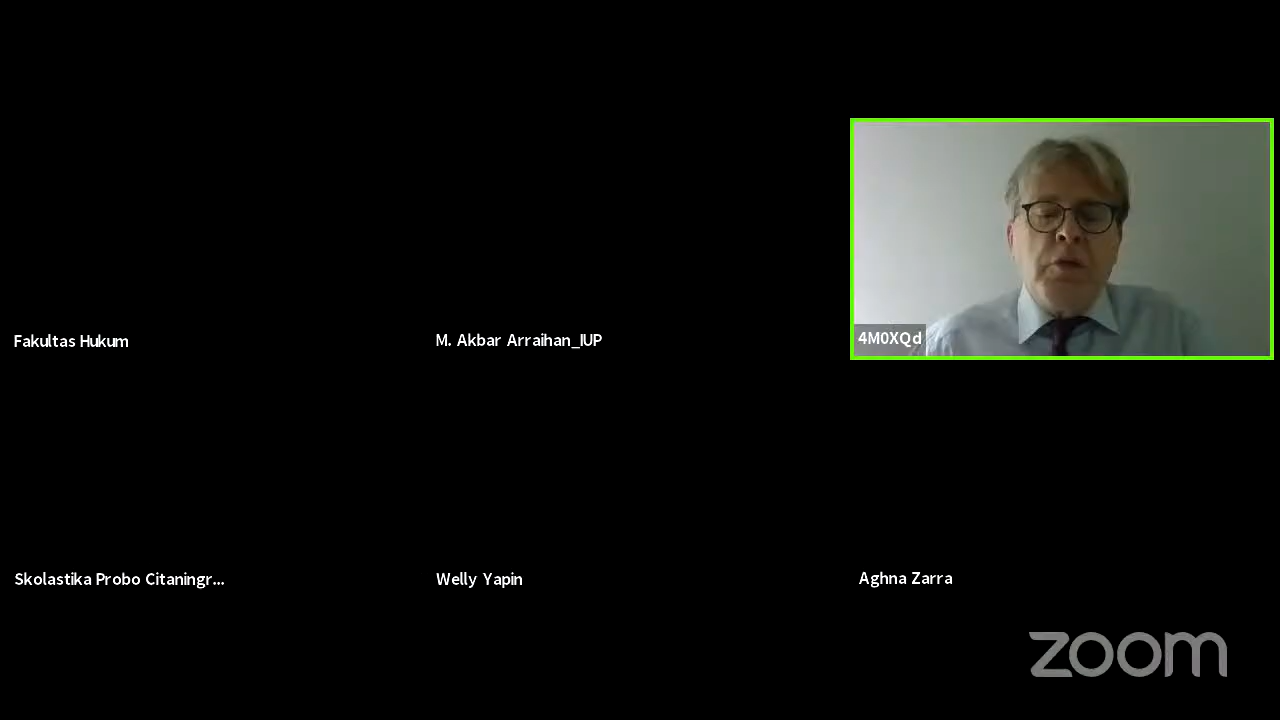 Fakultas Hukum
M. Akbar Arraihan_IUP
4M0XQd
Skolastika Probo Citaningr...
Welly Yapin
Aghna Zarra
zoom